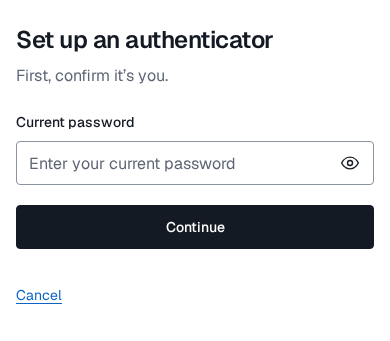 Set up an authenticator
First, confirm it’s you.
Current password
Enter your current password
Continue
Cancel